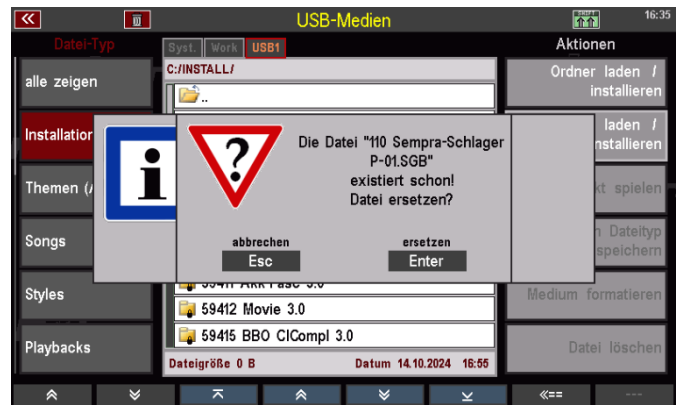 USB-Medien
SHIFT
16:35
Datei-Typ
Syst.
Work
USB1
Aktionen
C:/INSTALL/
alle zeigen
..
Ordner laden /
installieren
Installation
laden /
installieren
Die Datei "110 Sempra-Schlager
P-01.SGB"
existiert schon!
Datei ersetzen?
Themen (
kt spielen
Songs
abbrechen
ersetzen
Esc
Enter
n Dateityp
speichern
Styles
59412 Movie 3.0
Medium formatieren
59415 BBO ClCompl 3.0
Playbacks
Dateigröße 0 B
Datum 14.10.2024 16:55
Datei löschen
<<==
---